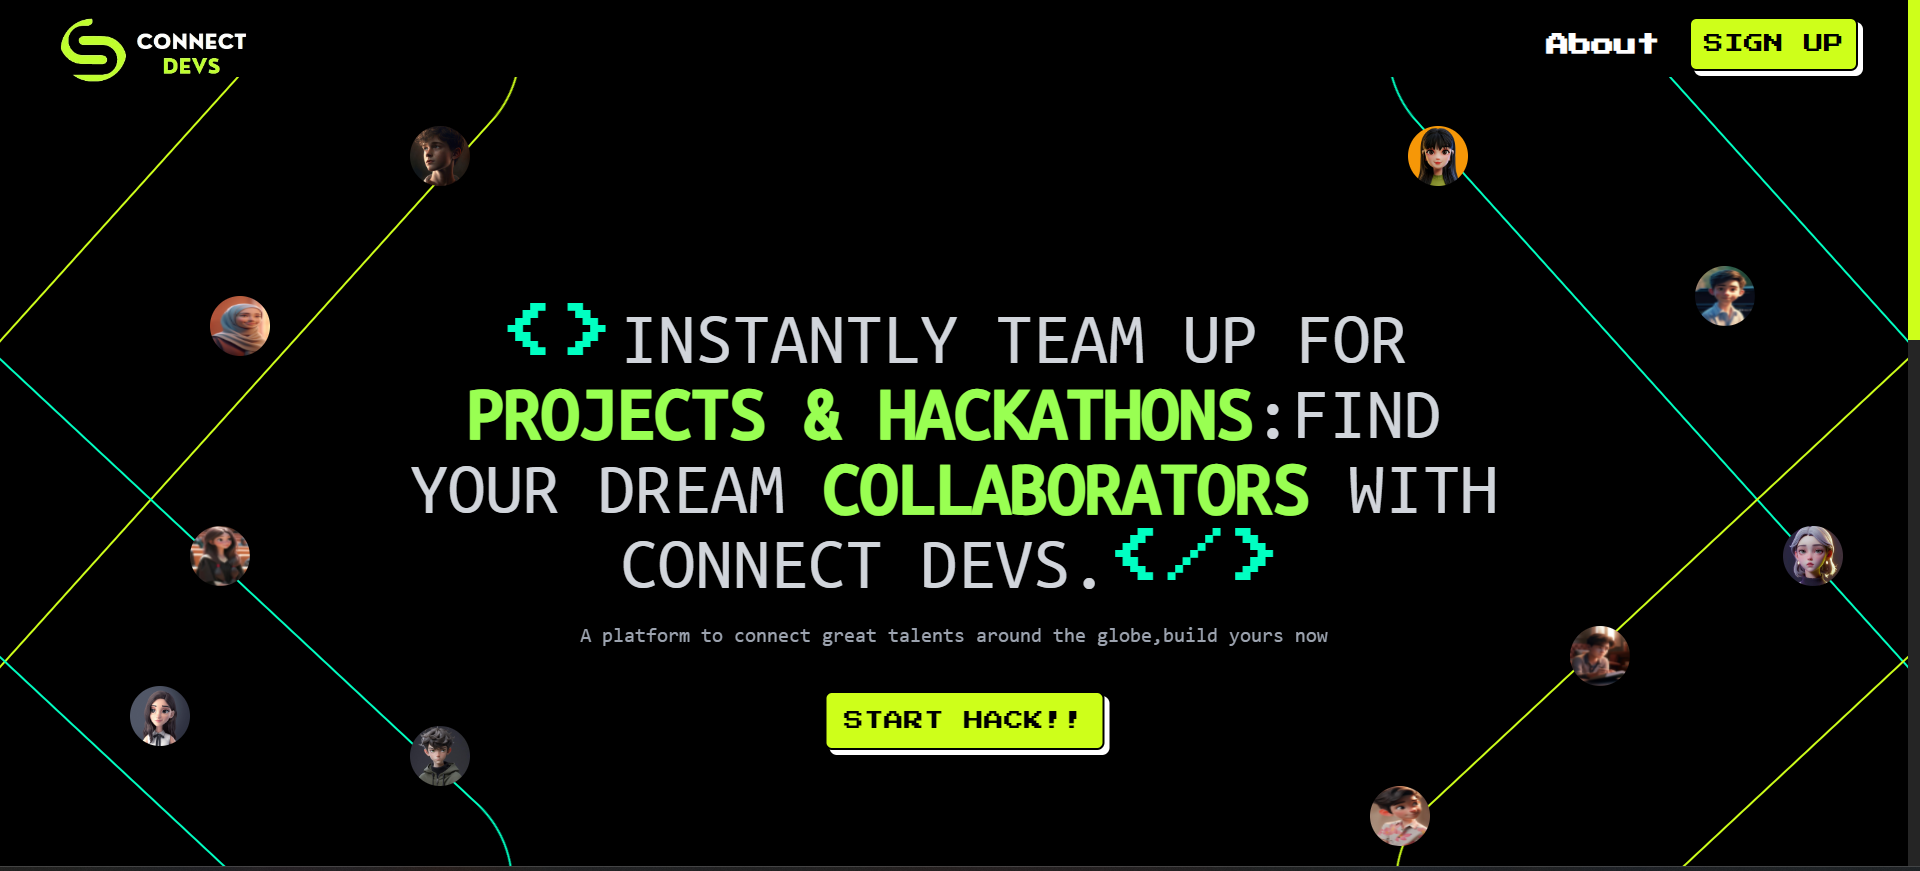 CONNECT
DEVS
About
SIGN UP
<> INSTANTLY TEAM UP FOR
PROJECTS & HACKATHONS:FIND
YOUR DREAM COLLABORATORS WITH
CONNECT DEVS.</>
A platform to connect great talents around the globe,build yours now
START HACK!!